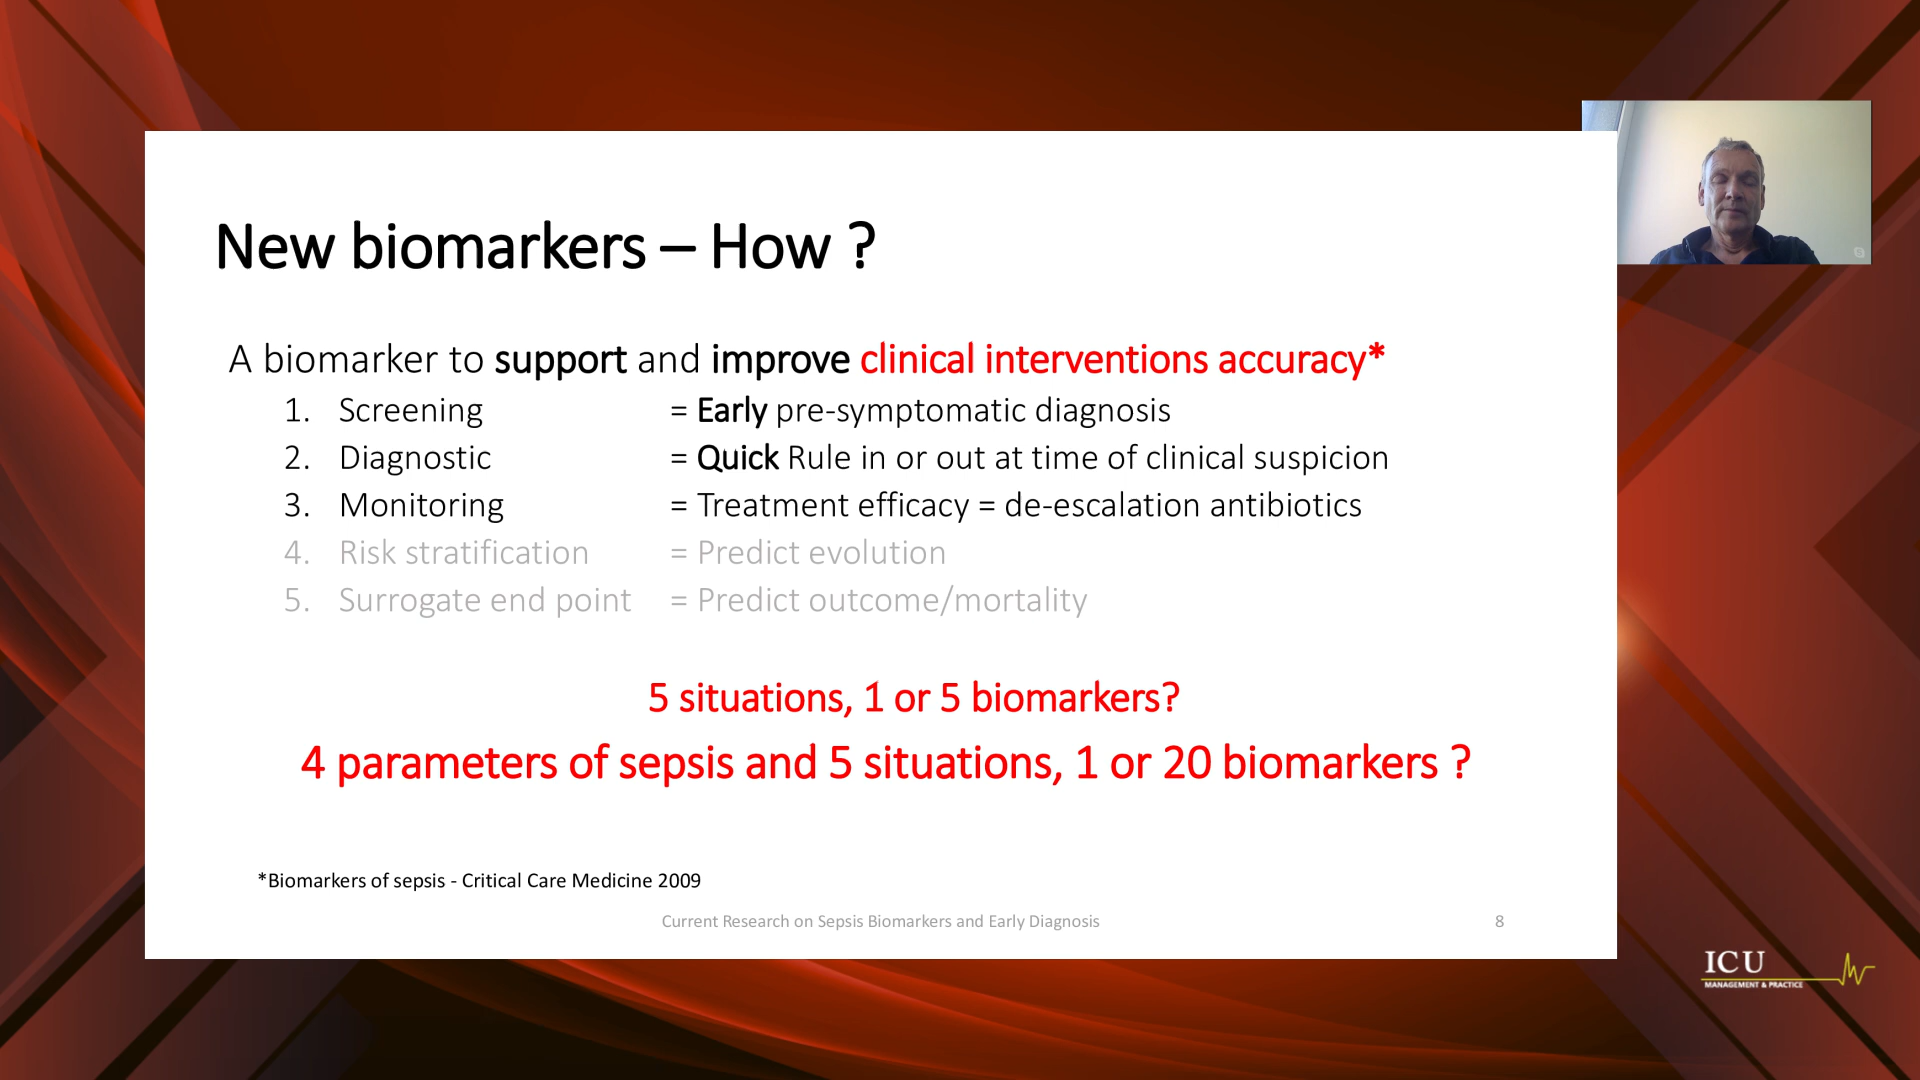 New biomarkers – How ?
A biomarker to support and improve clinical interventions accuracy*
1. Screening = Early pre-symptomatic diagnosis
2. Diagnostic = Quick Rule in or out at time of clinical suspicion
3. Monitoring = Treatment efficacy = de-escalation antibiotics
4. Risk stratification = Predict evolution
5. Surrogate end point = Predict outcome/mortality
5 situations, 1 or 5 biomarkers?
4 parameters of sepsis and 5 situations, 1 or 20 biomarkers ?
*Biomarkers of sepsis - Critical Care Medicine 2009
Current Research on Sepsis Biomarkers and Early Diagnosis 8
ICU
MANAGEMENT & PRACTICE